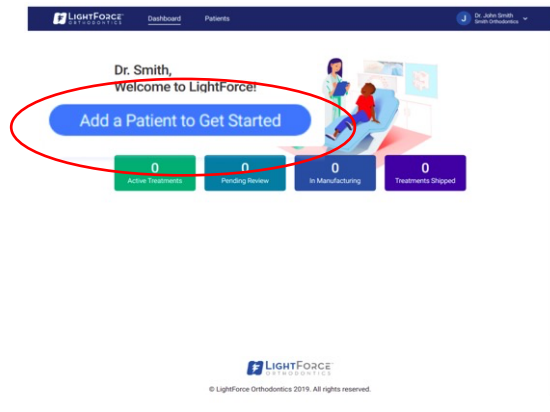 LIGHTFORCE
ORTHODONTICS
Dashboard
Patients
J
Dr. John Smith
Smith Orthodontics
Dr. Smith,
Welcome to LightForce!
Add a Patient to Get Started
0
Active Treatments
0
Pending Review
0
In Manufacturing
0
Treatments Shipped
LIGHTFORCE
ORTHODONTICS
© LightForce Orthodontics 2019. All rights reserved.